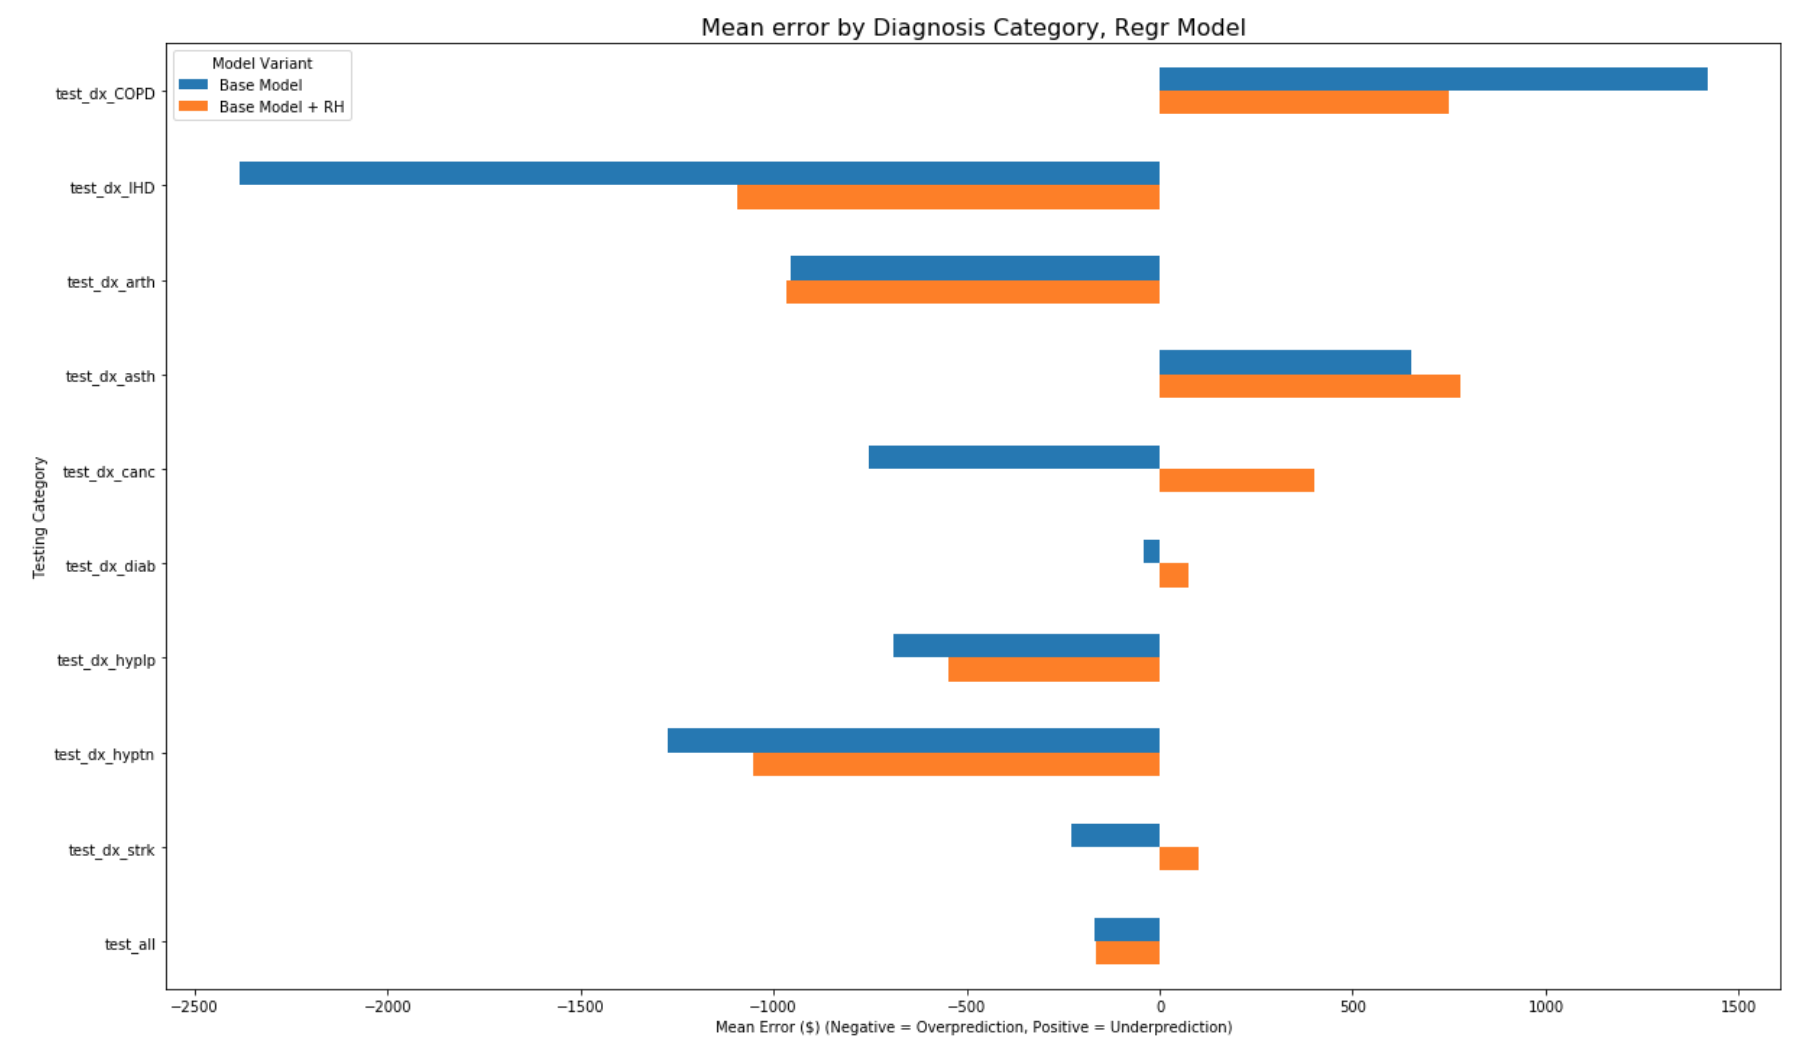 Mean error by Diagnosis Category, Regr Model
Model Variant
Base Model
Base Model + RH
test_dx_COPD
test_dx_IHD
test_dx_arth
test_dx_asth
test_dx_canc
test_dx_diab
test_dx_hyplp
test_dx_hyptn
test_dx_strk
test_all
Testing Category
−2500 −2000 −1500 −1000 −500 0 500 1000 1500
Mean Error ($) (Negative = Overprediction, Positive = Underprediction)